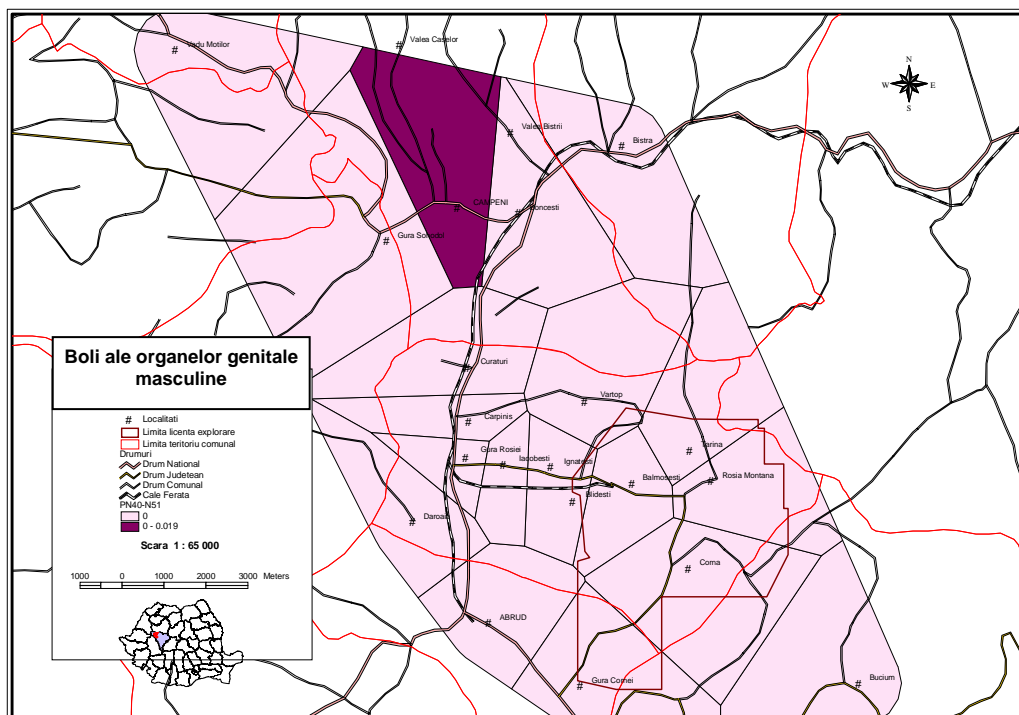 Vadu Motilor
Valea Caselor
N
W
E
S
Valea Bistrii
Bistra
CAMPENI
Boncesti
Gura Sohodol
Boli ale organelor genitale
masculine
# Localitati
Limita licenta explorare
Limita teritoriu comunal
Drumuri
Drum National
Drum Judetean
Drum Comunal
Cale Ferata
PN40-N51
0
0 - 0.019
Scara 1 : 65 000
1000 0 1000 2000 3000 Meters
Curaturi
Vartop
Carpinis
Gura Rosiei
Iacobesti
Ignatesti
Tarina
Balmosesti
Rosia Montana
Blidesti
Daroaia
Corna
ABRUD
Gura Cornei
Bucium